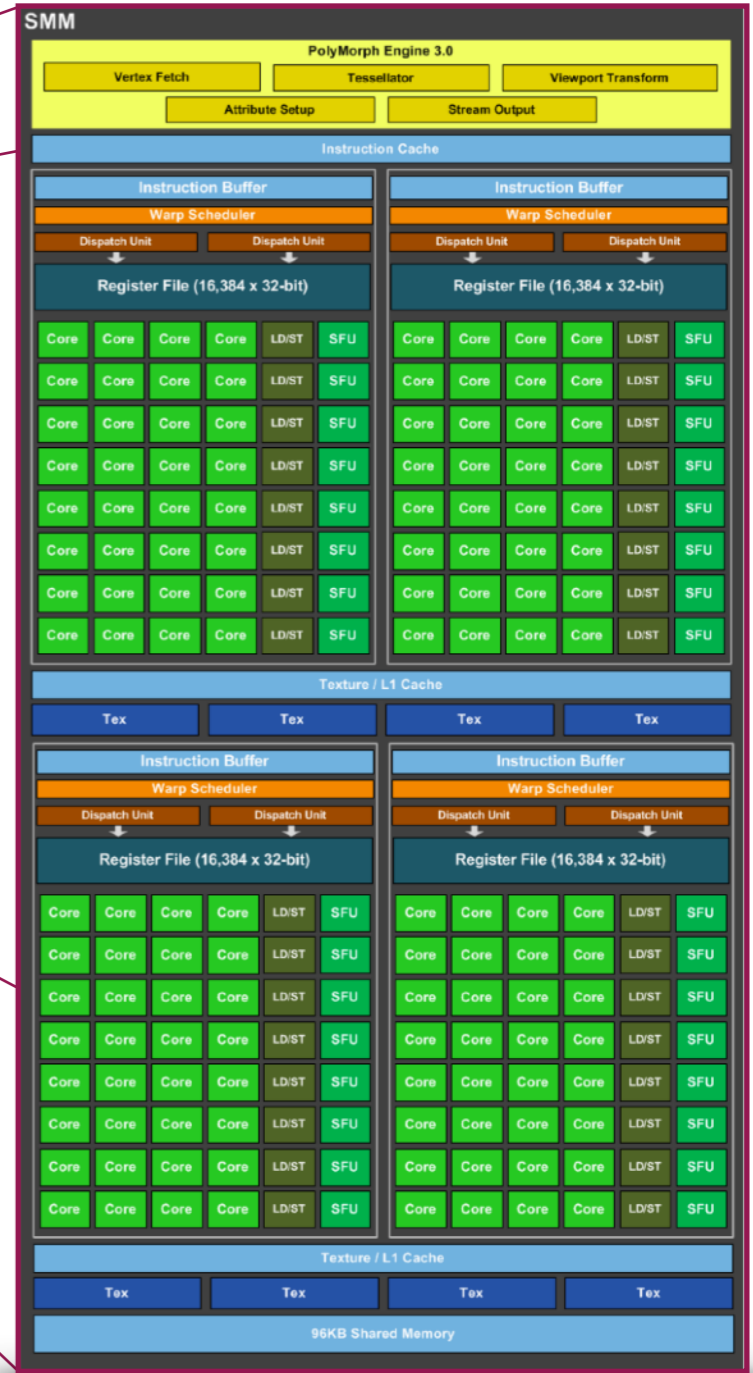 SMM
PolyMorph Engine 3.0
Vertex Fetch Tessellator Viewport Transform
Attribute Setup Stream Output
Instruction Cache
Instruction Buffer Instruction Buffer
Warp Scheduler Warp Scheduler
Dispatch Unit Dispatch Unit Dispatch Unit Dispatch Unit
Register File (16,384 x 32-bit) Register File (16,384 x 32-bit)
Core Core Core Core LD/ST SFU Core Core Core Core LD/ST SFU
Core Core Core Core LD/ST SFU Core Core Core Core LD/ST SFU
Core Core Core Core LD/ST SFU Core Core Core Core LD/ST SFU
Core Core Core Core LD/ST SFU Core Core Core Core LD/ST SFU
Core Core Core Core LD/ST SFU Core Core Core Core LD/ST SFU
Core Core Core Core LD/ST SFU Core Core Core Core LD/ST SFU
Core Core Core Core LD/ST SFU Core Core Core Core LD/ST SFU
Core Core Core Core LD/ST SFU Core Core Core Core LD/ST SFU
Texture / L1 Cache
Tex Tex Tex Tex
Instruction Buffer Instruction Buffer
Warp Scheduler Warp Scheduler
Dispatch Unit Dispatch Unit Dispatch Unit Dispatch Unit
Register File (16,384 x 32-bit) Register File (16,384 x 32-bit)
Core Core Core Core LD/ST SFU Core Core Core Core LD/ST SFU
Core Core Core Core LD/ST SFU Core Core Core Core LD/ST SFU
Core Core Core Core LD/ST SFU Core Core Core Core LD/ST SFU
Core Core Core Core LD/ST SFU Core Core Core Core LD/ST SFU
Core Core Core Core LD/ST SFU Core Core Core Core LD/ST SFU
Core Core Core Core LD/ST SFU Core Core Core Core LD/ST SFU
Core Core Core Core LD/ST SFU Core Core Core Core LD/ST SFU
Core Core Core Core LD/ST SFU Core Core Core Core LD/ST SFU
Texture / L1 Cache
Tex Tex Tex Tex
96KB Shared Memory